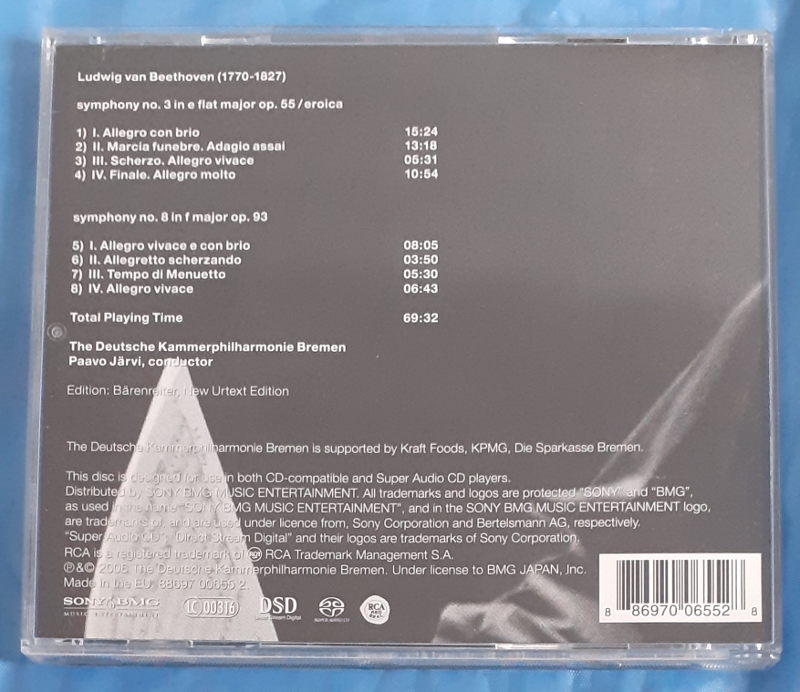 Ludwig van Beethoven (1770-1827)
symphony no. 3 in e flat major op. 55 / eroica
1) I. Allegro con brio 15:24
2) II. Marcia funebre. Adagio assai 13:18
3) III. Scherzo. Allegro vivace 05:31
4) IV. Finale. Allegro molto 10:54
symphony no. 8 in f major op. 93
5) I. Allegro vivace e con brio 08:05
6) II. Allegretto scherzando 03:50
7) III. Tempo di Menuetto 05:30
8) IV. Allegro vivace 06:43
Total Playing Time 69:32
The Deutsche Kammerphilharmonie Bremen
Paavo Järvi, conductor
Edition: Bärenreiter, New Urtext Edition
The Deutsche Kammerphilharmonie Bremen is supported by Kraft Foods, KPMG, Die Sparkasse Bremen.
This disc is designed for use in both CD-compatible and Super Audio CD players.
Distributed by SONY BMG MUSIC ENTERTAINMENT. All trademarks and logos are protected "SONY" and "BMG",
as used in the name "SONY BMG MUSIC ENTERTAINMENT", and in the SONY BMG MUSIC ENTERTAINMENT logo,
are trademarks of, and are used under licence from, Sony Corporation and Bertelsmann AG, respectively.
"Super Audio CD", "Direct Stream Digital" and their logos are trademarks of Sony Corporation.
RCA is a registered trademark of RCA RCA Trademark Management S.A.
℗&© 2006 The Deutsche Kammerphilharmonie Bremen. Under license to BMG JAPAN, Inc.
Made in the EU. 88697 00655 2
SONY BMG LC 00316 DSD RCA
MUSIC ENTERTAINMENT Direct Stream Digital SUPER AUDIO CD
8 86970 06552 8